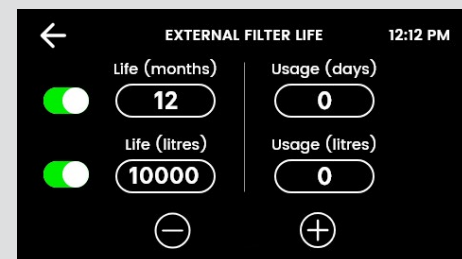 EXTERNAL FILTER LIFE 12:12 PM
Life (months) Usage (days)
12 0
Life (litres) Usage (litres)
10000 0